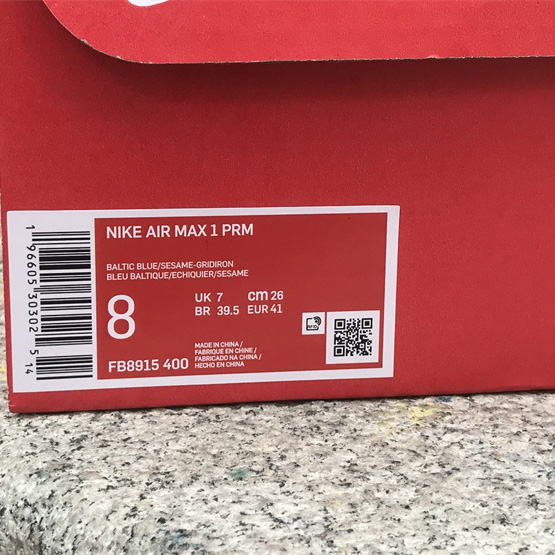 NIKE AIR MAX 1 PRM
BALTIC BLUE/SESAME-GRIDIRON
BLEU BALTIQUE/ECHIQUIER/SESAME
8
UK 7 cm 26
BR 39.5 EUR 41
FB8915 400
MADE IN CHINA /
FABRIQUE EN CHINE /
FABRICADO NA CHINA /
HECHO EN CHINA
RFID
1 96605 30302 5 14